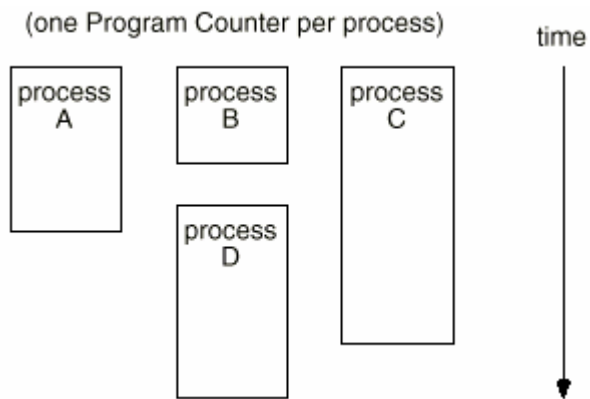 (one Program Counter per process)
time
process
A
process
B
process
C
process
D